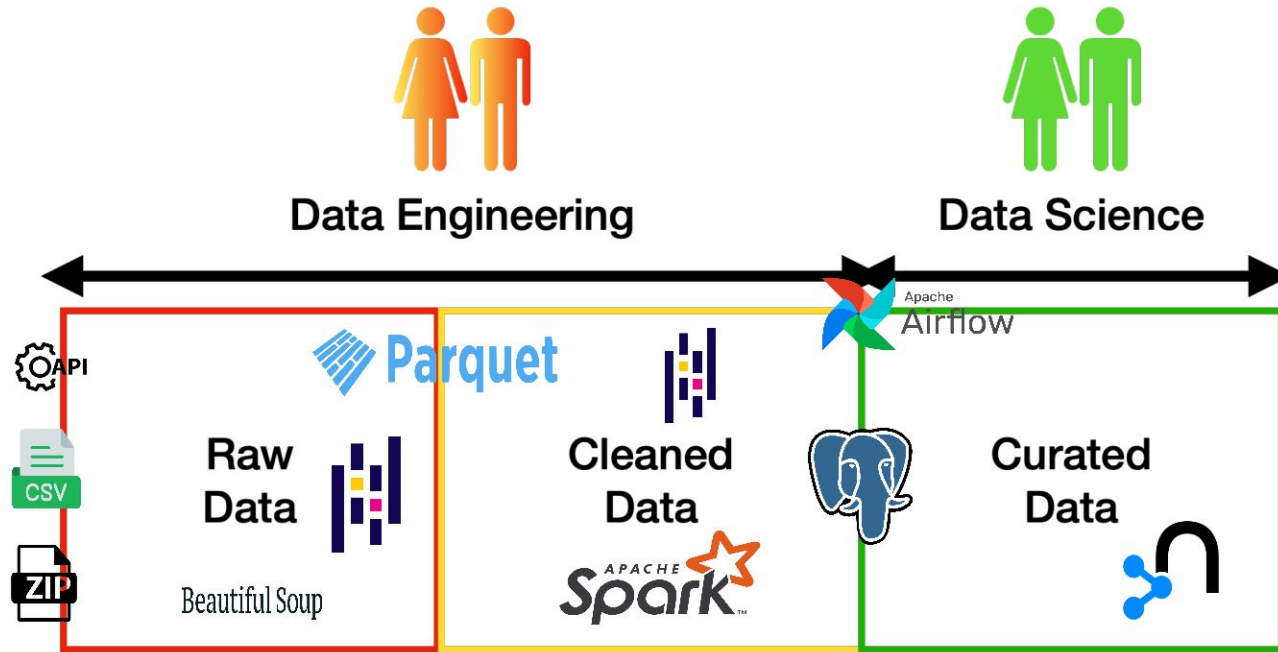 Data Engineering
Data Science
Apache
Airflow
API
Parquet
Raw
Data
Cleaned
Data
Curated
Data
CSV
ZIP
Beautiful Soup
APACHE
Spark™